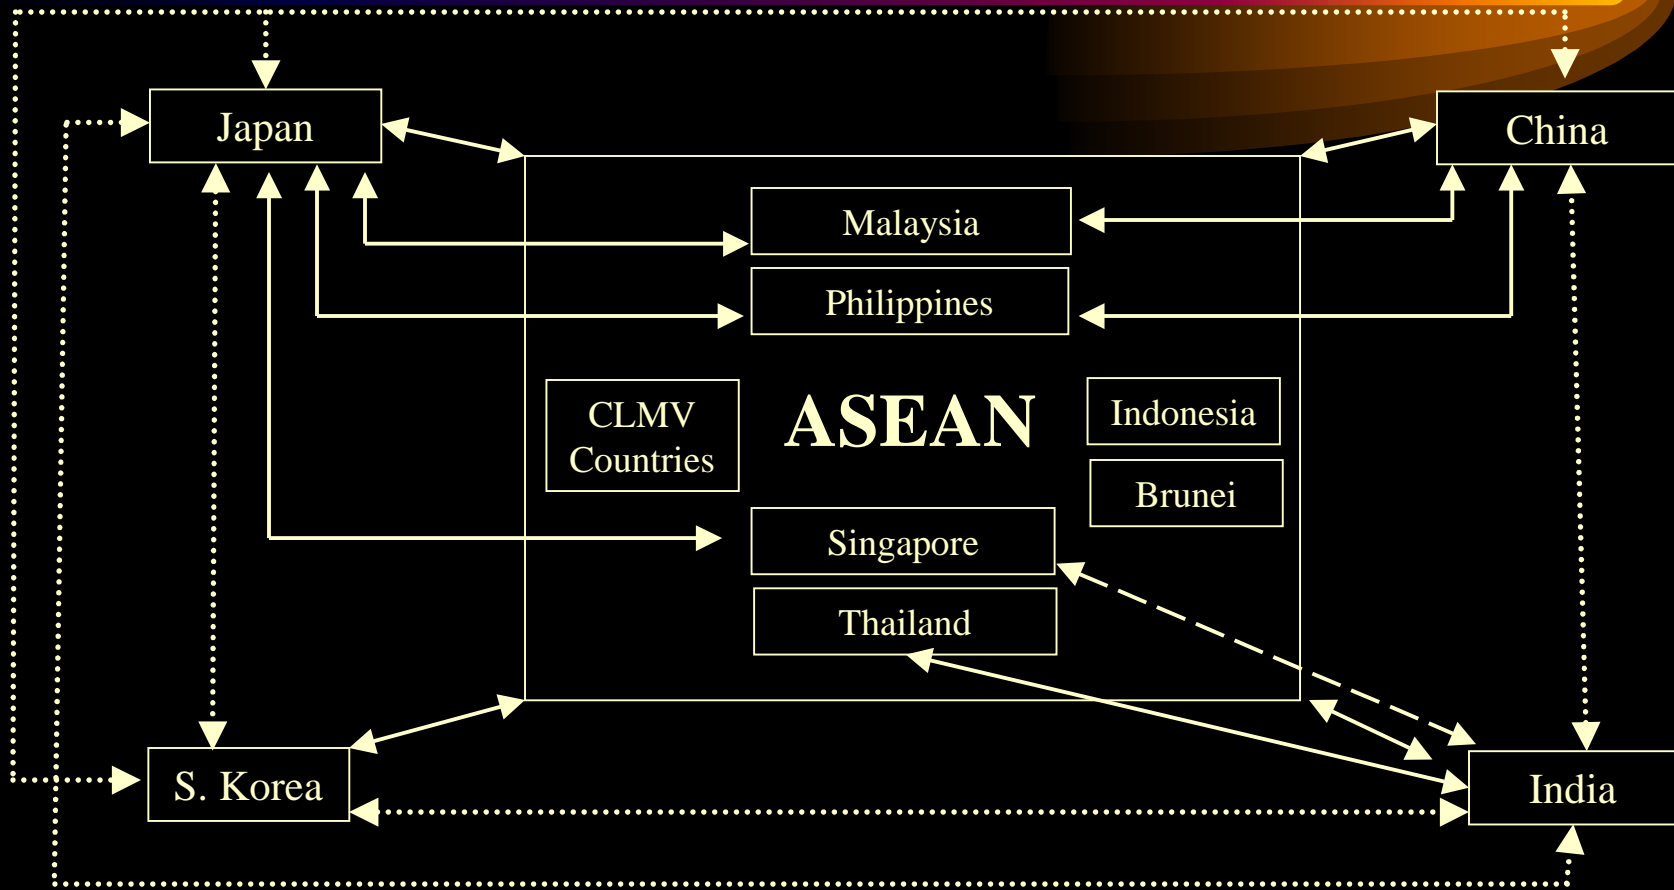 Japan
China
Malaysia
Philippines
CLMV
Countries
ASEAN
Indonesia
Brunei
Singapore
Thailand
S. Korea
India